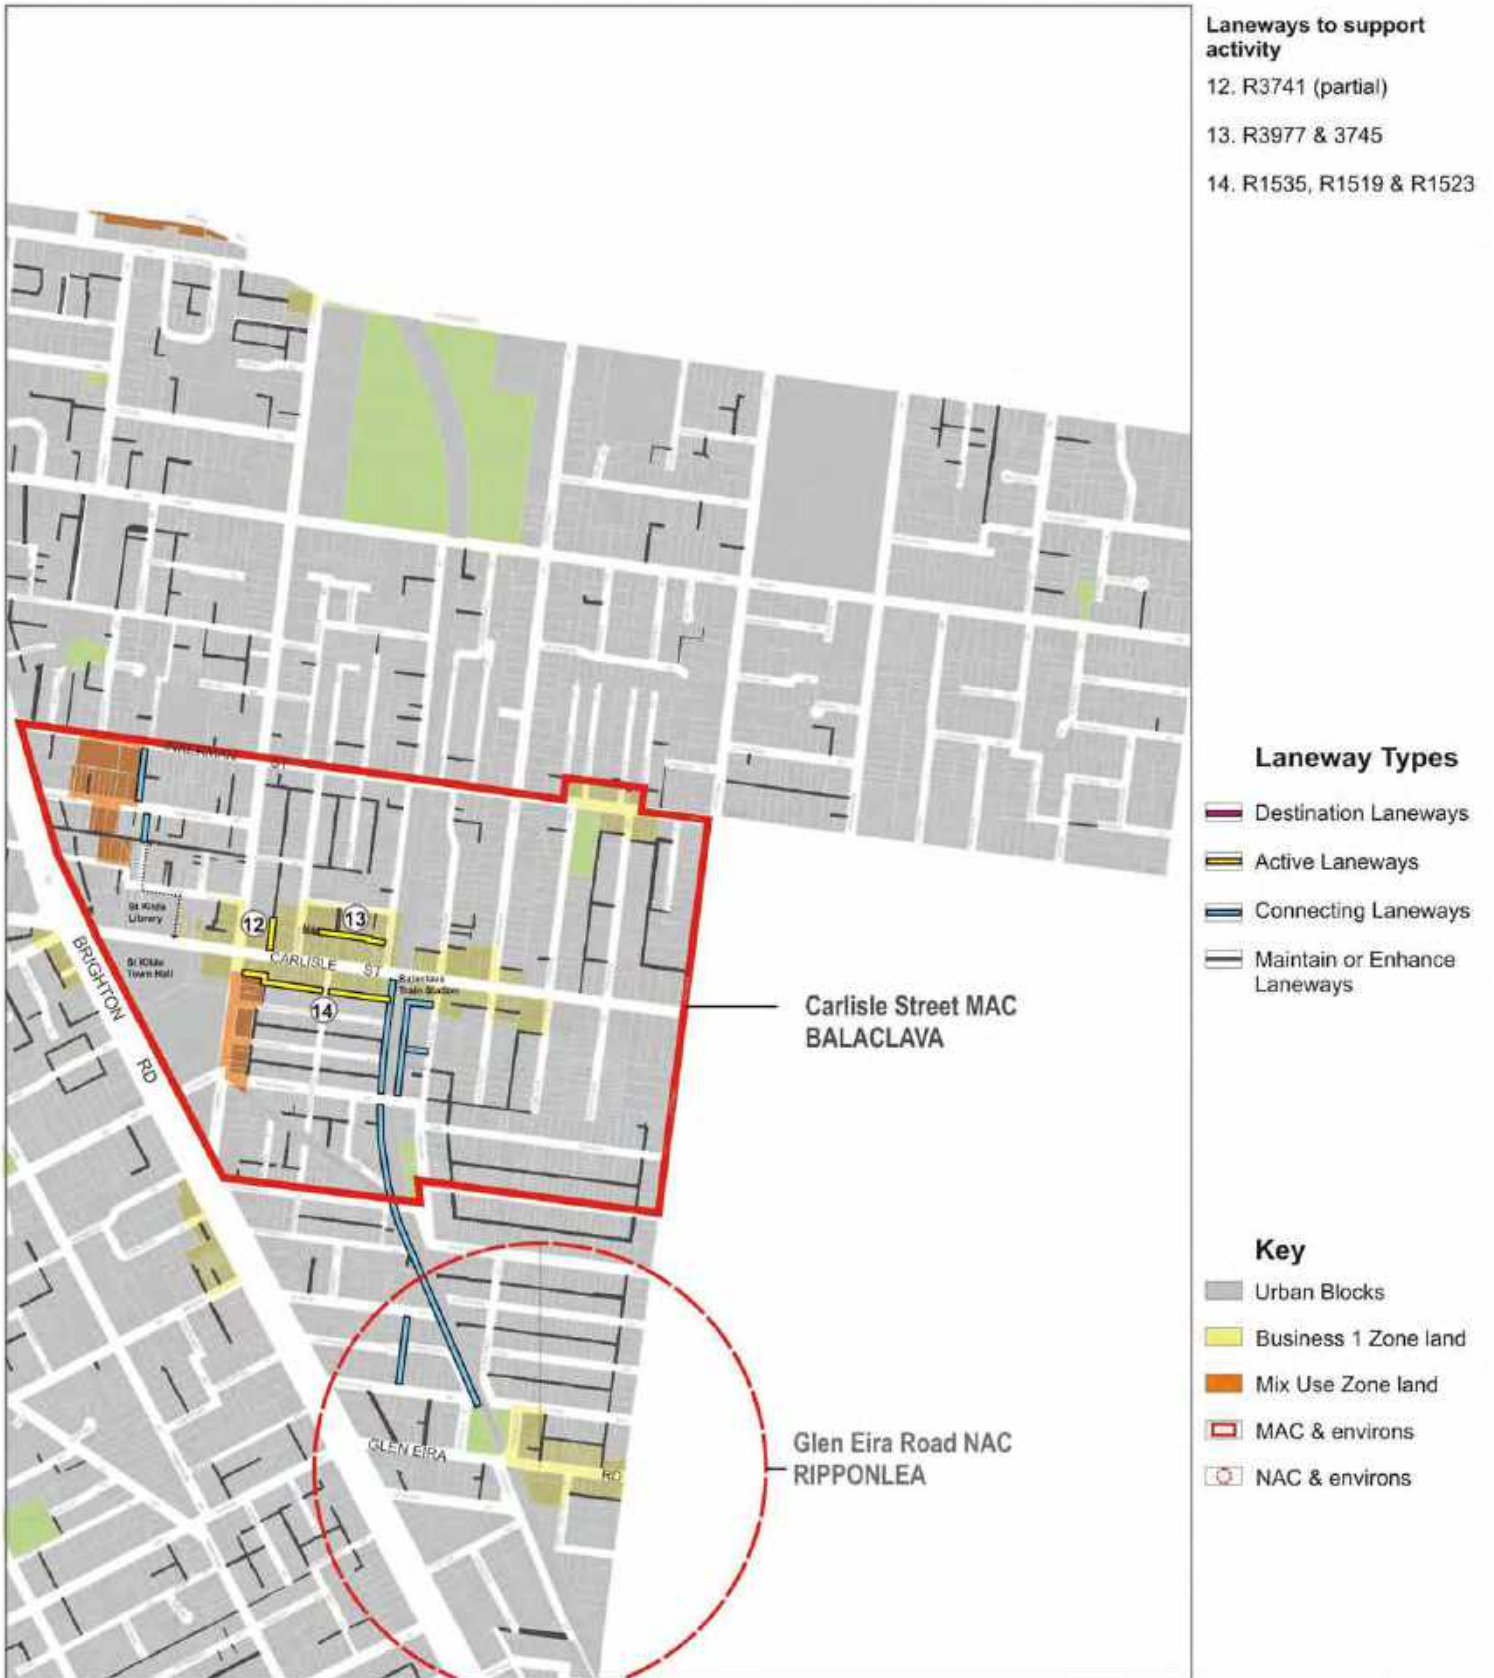 Laneways to support
activity
12. R3741 (partial)
13. R3977 & 3745
14. R1535, R1519 & R1523
INKERMAN ST
St Kilda
Library
12
13
CARLISLE ST
St Kilda
Town Hall
Balaclava
Train Station
14
BRIGHTON RD
Carlisle Street MAC
BALACLAVA
Glen Eira Road NAC
RIPPONLEA
GLEN EIRA RD
Laneway Types
Destination Laneways
Active Laneways
Connecting Laneways
Maintain or Enhance
Laneways
Key
Urban Blocks
Business 1 Zone land
Mix Use Zone land
MAC & environs
NAC & environs